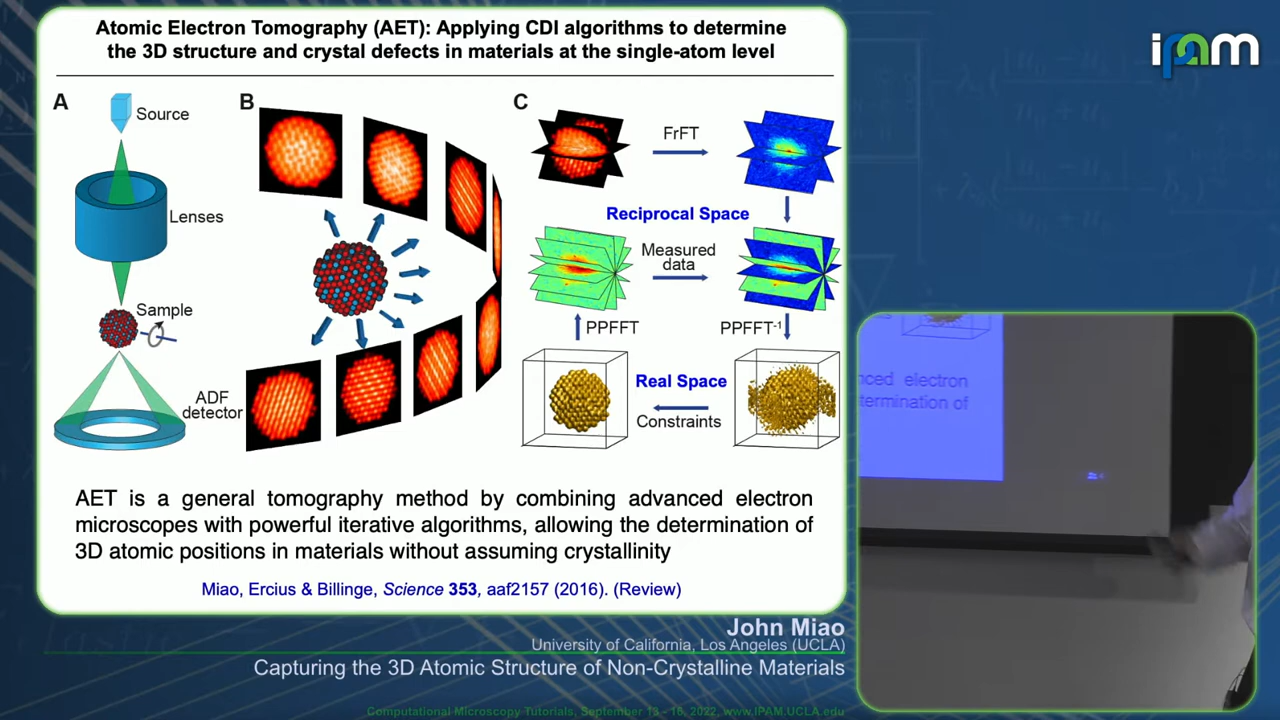 Atomic Electron Tomography (AET): Applying CDI algorithms to determine
the 3D structure and crystal defects in materials at the single-atom level
ipam
A
Source
Lenses
Sample
ADF
detector
B
C
FrFT
Reciprocal Space
Measured
data
PPFFT
PPFFT-1
Real Space
Constraints
AET is a general tomography method by combining advanced electron
microscopes with powerful iterative algorithms, allowing the determination of
3D atomic positions in materials without assuming crystallinity
Miao, Ercius & Billinge, Science 353, aaf2157 (2016). (Review)
nced electron
termination of
John Miao
University of California, Los Angeles (UCLA)
Capturing the 3D Atomic Structure of Non-Crystalline Materials
Computational Microscopy Tutorials, September 13 - 16, 2022, www.IPAM.UCLA.edu